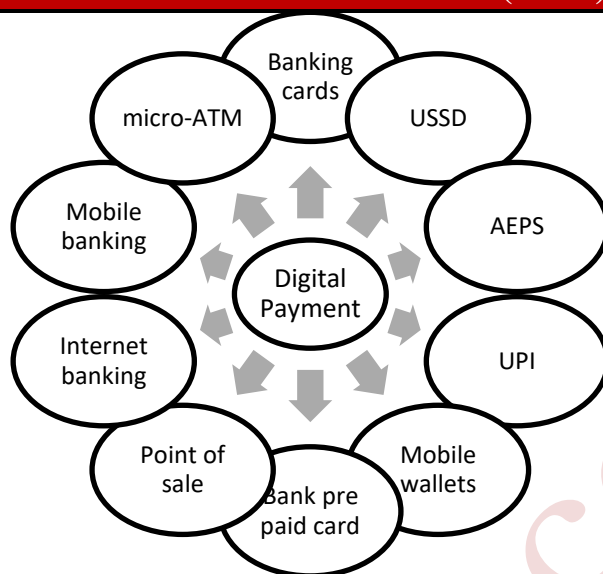 Banking
cards
USSD
AEPS
UPI
Mobile
wallets
Bank pre
paid card
Point of
sale
Internet
banking
Mobile
banking
micro-ATM
Digital
Payment